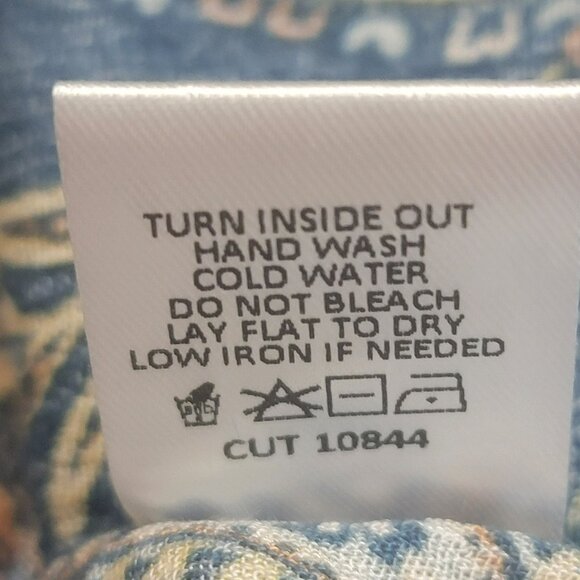 TURN INSIDE OUT
HAND WASH
COLD WATER
DO NOT BLEACH
LAY FLAT TO DRY
LOW IRON IF NEEDED
CUT 10844